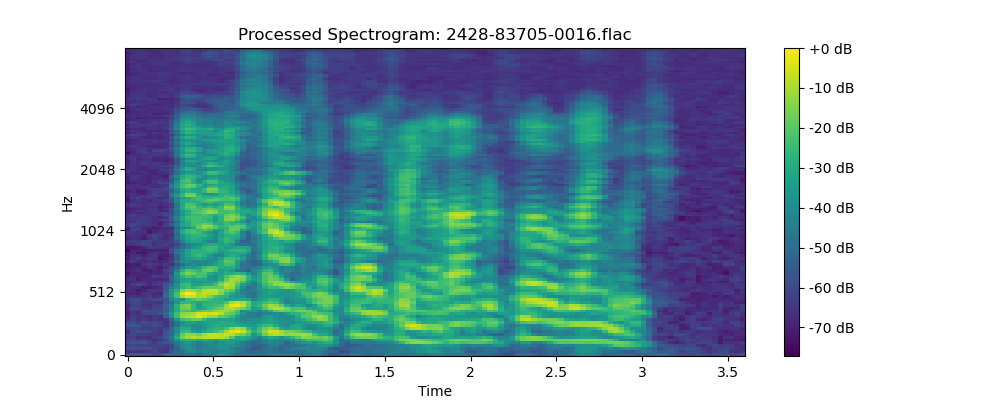 Processed Spectrogram: 2428-83705-0016.flac
Hz
4096
2048
1024
512
0
0 0.5 1 1.5 2 2.5 3 3.5
Time
+0 dB
-10 dB
-20 dB
-30 dB
-40 dB
-50 dB
-60 dB
-70 dB